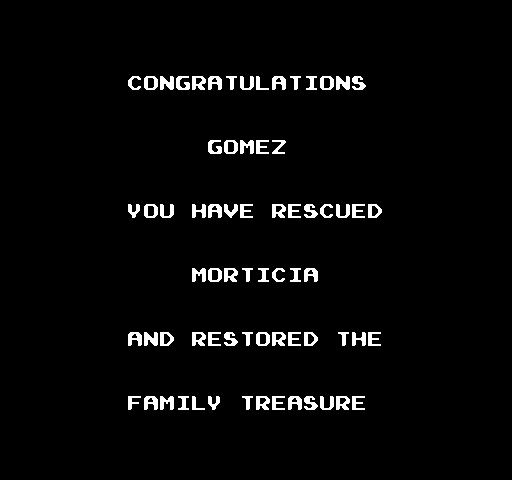 CONGRATULATIONS
GOMEZ
YOU HAVE RESCUED
MORTICIA
AND RESTORED THE
FAMILY TREASURE